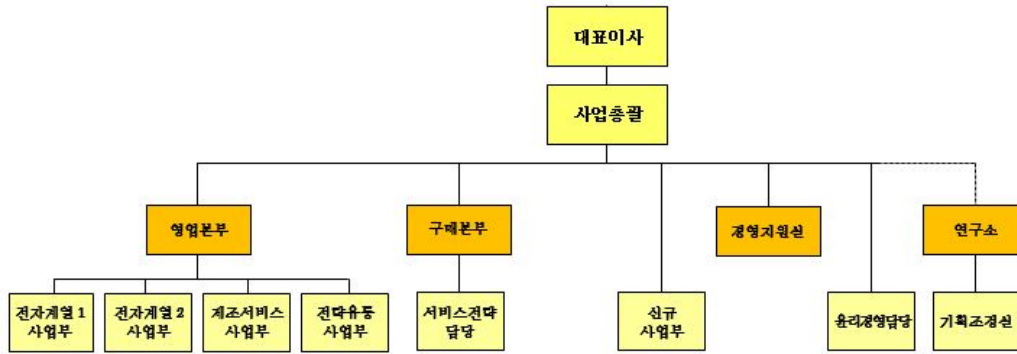 대표이사
사업총괄
영업본부
구매본부
경영지원실
연구소
전자계열 1
사업부
전자계열 2
사업부
제조서비스
사업부
전략유통
사업부
서비스전략
담당
신규
사업부
윤리경영담당
기획조정실